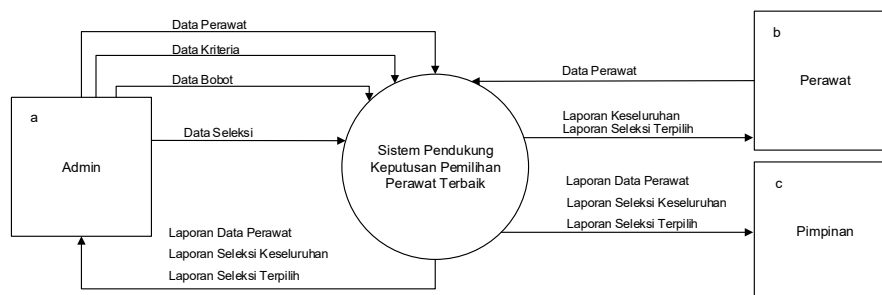 Data Perawat
Data Kriteria
Data Bobot
a
Admin
Data Seleksi
Sistem Pendukung
Keputusan Pemilihan
Perawat Terbaik
b
Perawat
Data Perawat
Laporan Keseluruhan
Laporan Seleksi Terpilih
Laporan Data Perawat
Laporan Seleksi Keseluruhan
Laporan Seleksi Terpilih
c
Pimpinan
Laporan Data Perawat
Laporan Seleksi Keseluruhan
Laporan Seleksi Terpilih